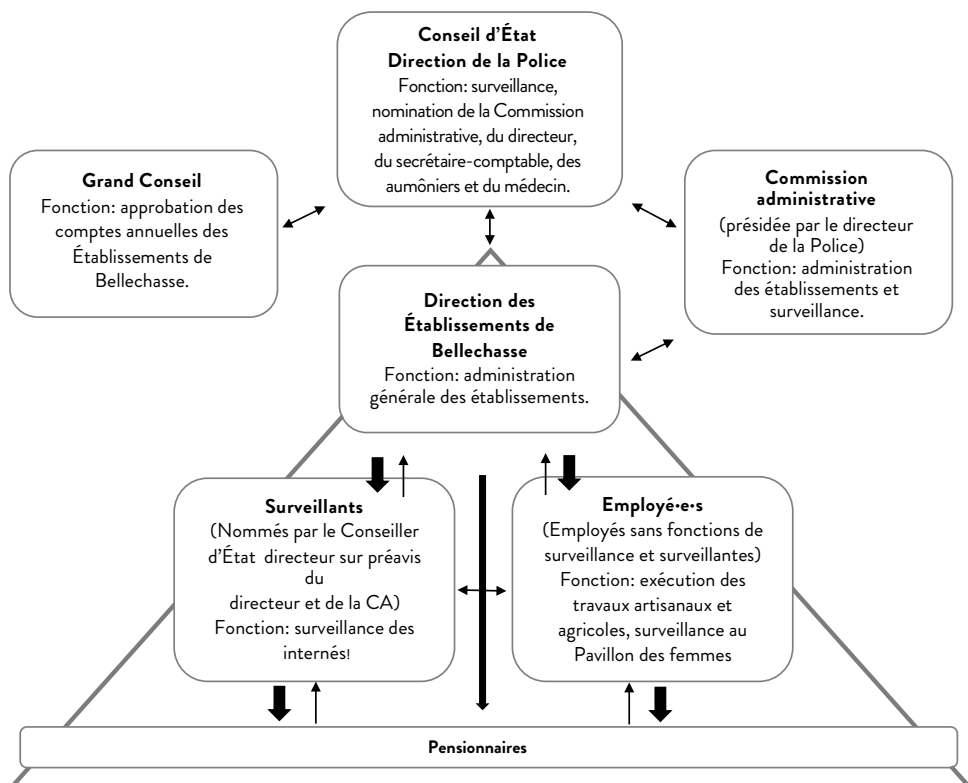 Conseil d’État
Direction de la Police
Fonction: surveillance,
nomination de la Commission
administrative, du directeur,
du secrétaire-comptable, des
aumôniers et du médecin.
Grand Conseil
Fonction: approbation des
comptes annuelles des
Établissements de
Bellechasse.
Commission
administrative
(présidée par le directeur
de la Police)
Fonction: administration
des établissements et
surveillance.
Direction des
Établissements de
Bellechasse
Fonction: administration
générale des établissements.
Surveillants
(Nommés par le Conseiller
d’État directeur sur préavis
du
directeur et de la CA)
Fonction: surveillance des
internés!
Employé·e·s
(Employés sans fonctions de
surveillance et surveillantes)
Fonction: exécution des
travaux artisanaux et
agricoles, surveillance au
Pavillon des femmes
Pensionnaires